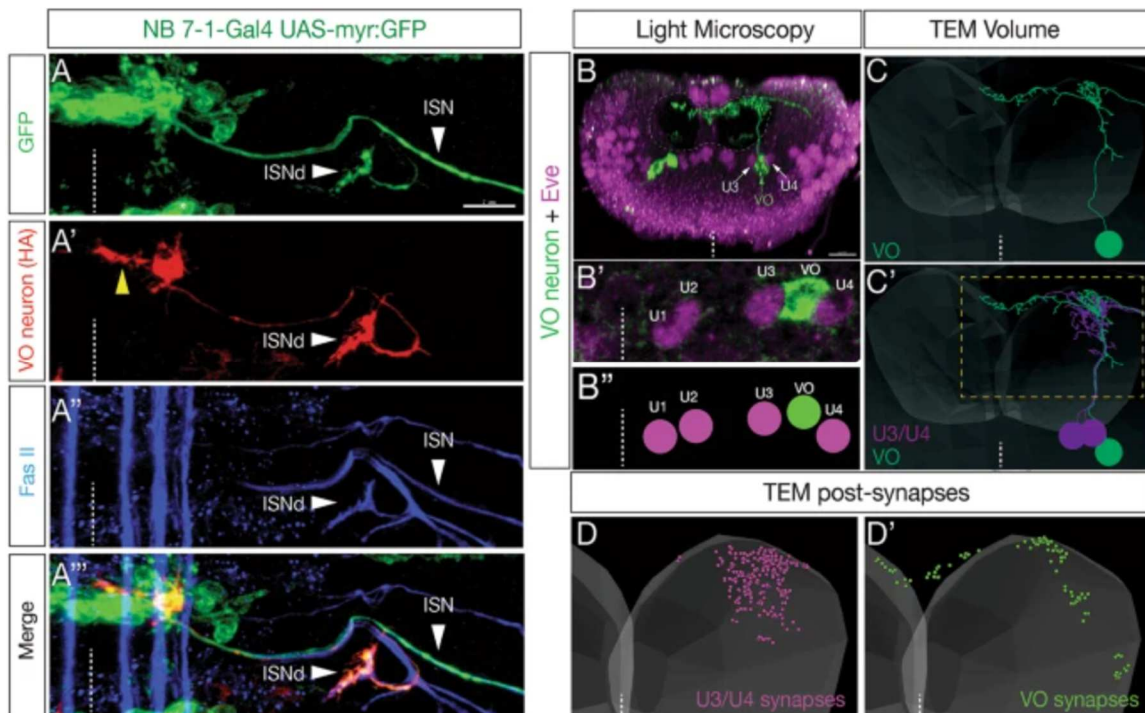 NB 7-1-Gal4 UAS-myr:GFP
GFP
A
ISN
ISNd
VO neuron (HA)
A'
ISNd
Fas II
A"
ISN
ISNd
Merge
A'"
ISN
ISNd
Light Microscopy
VO neuron + Eve
B
U3
U4
VO
B'
U1
U2
U3
VO
U4
B"
U1
U2
U3
VO
U4
TEM Volume
C
VO
C'
U3/U4
VO
TEM post-synapses
D
U3/U4 synapses
D'
VO synapses